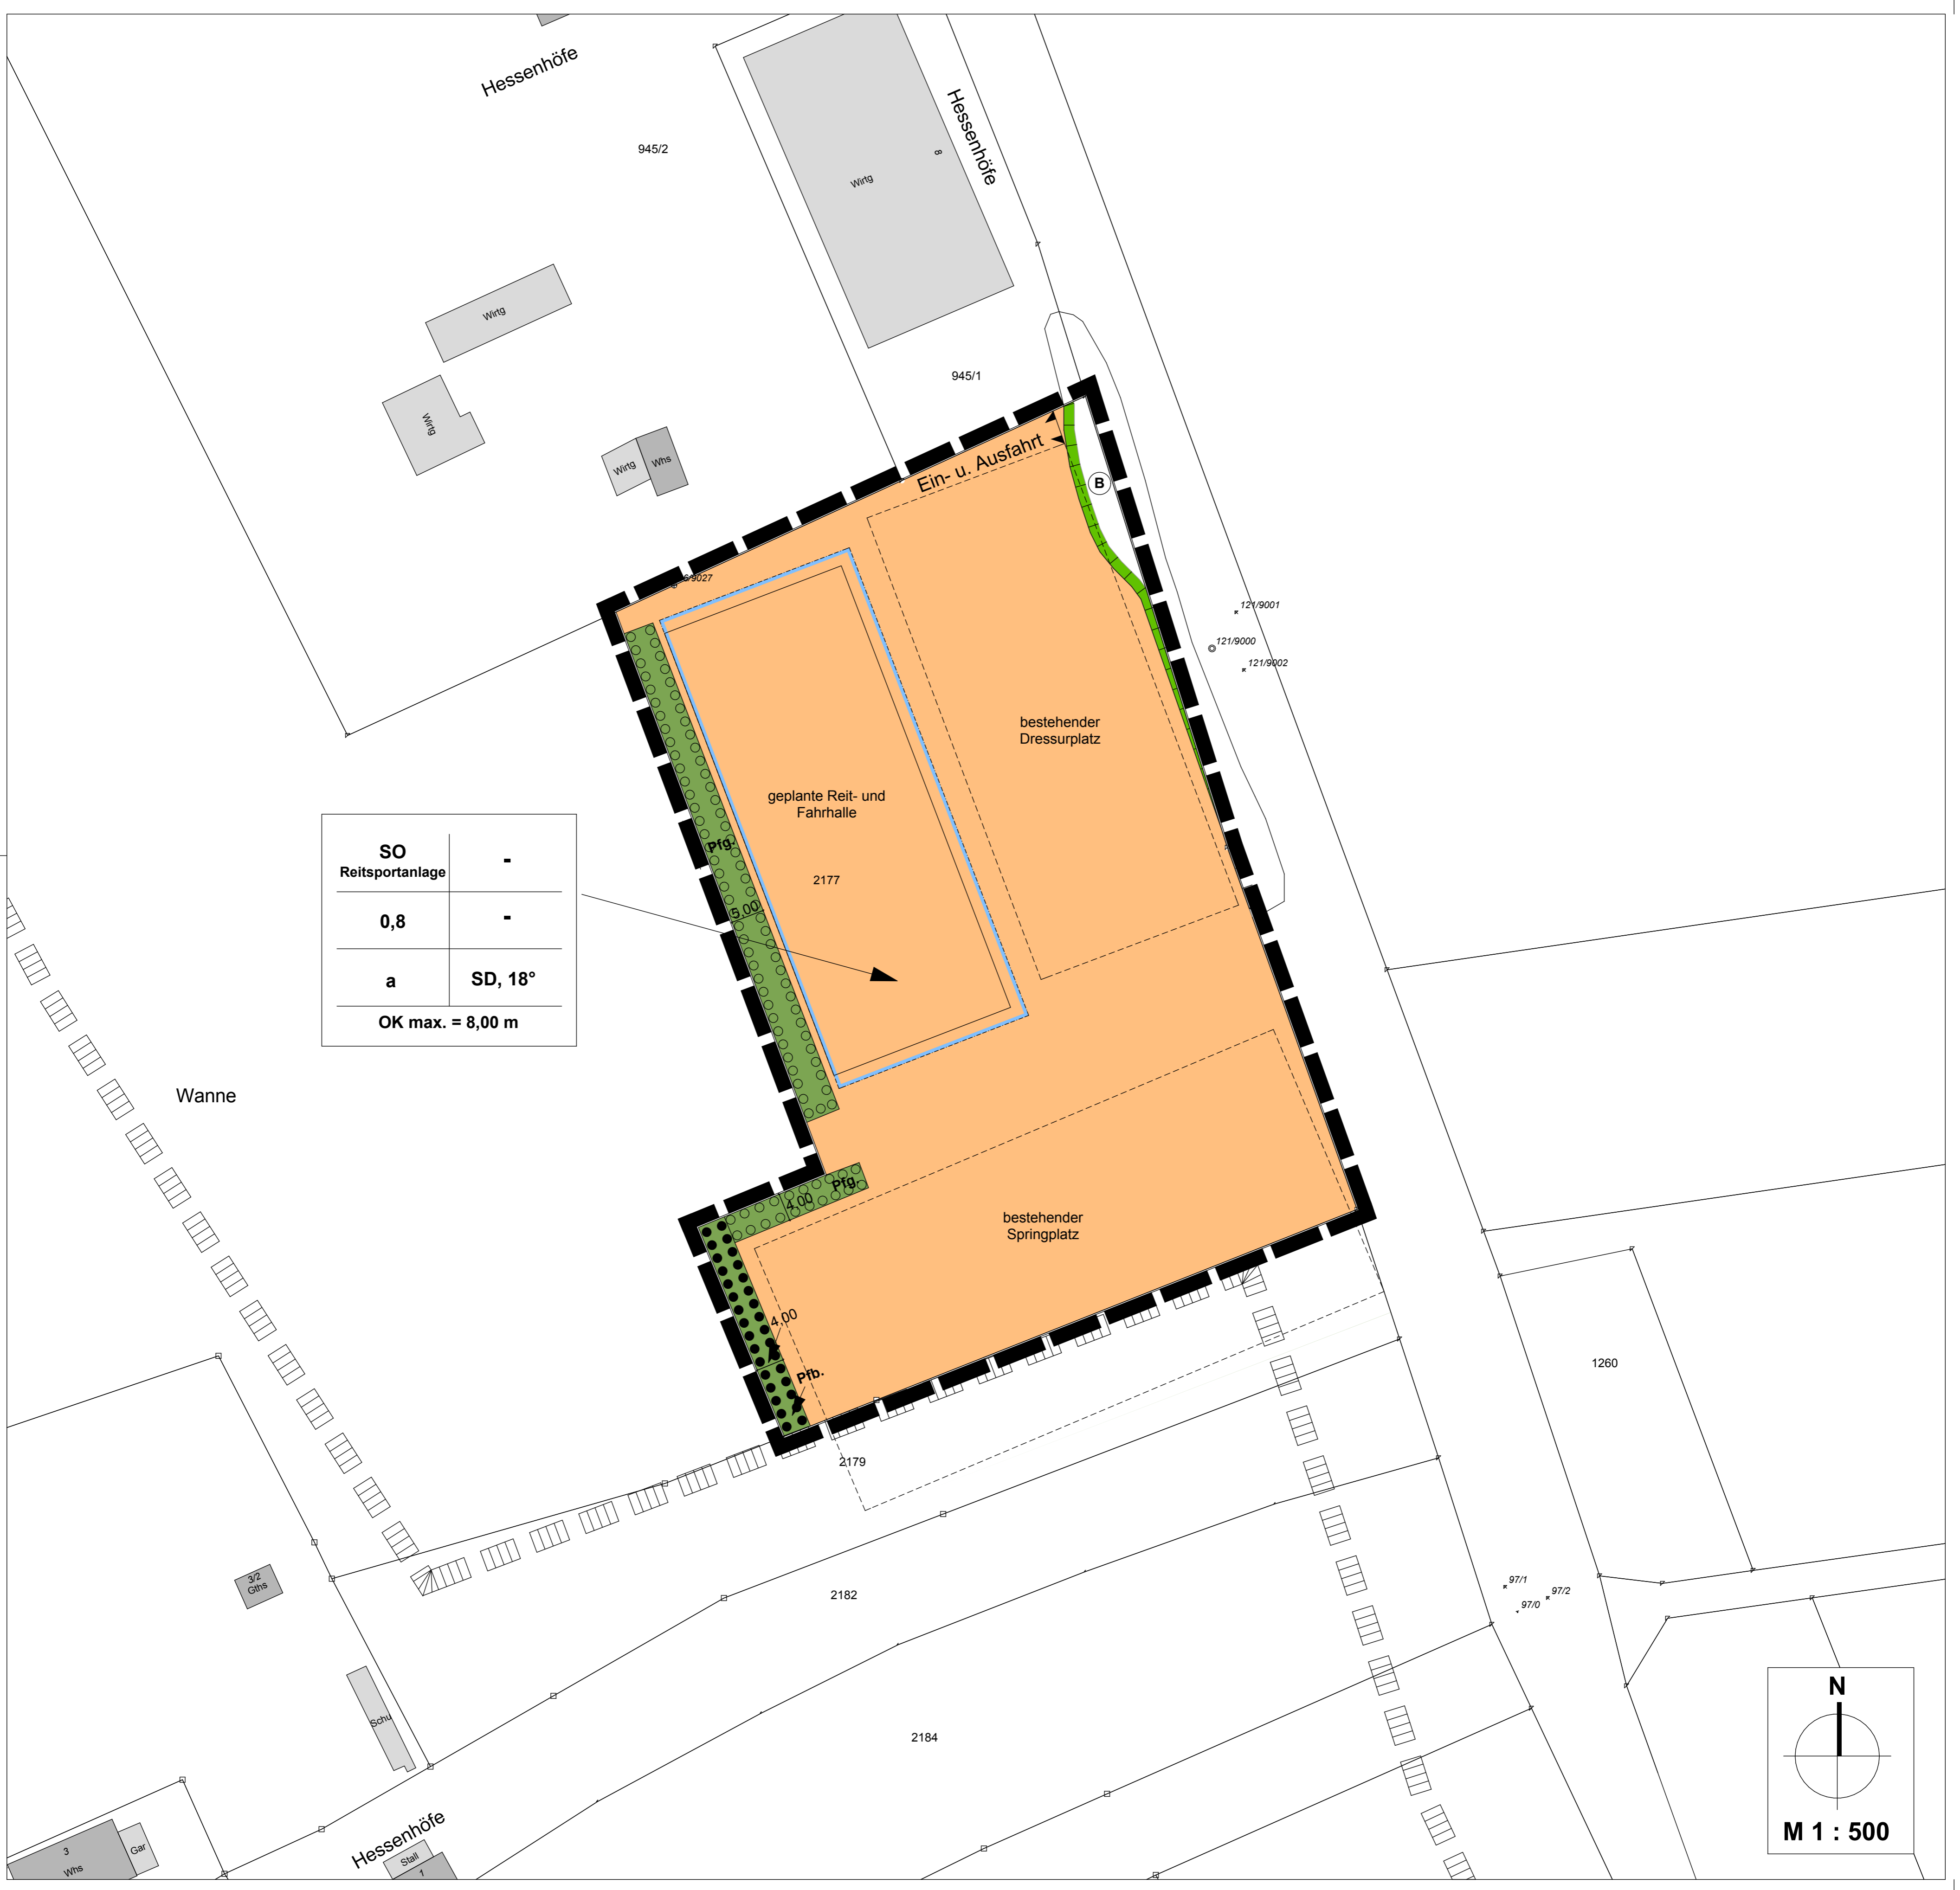 Hessenhöfe
945/2
Wirtg
8
Hessenhöfe
Wirtg
945/1
Wirtg
Wirtg
Whs
Ein- u. Ausfahrt
B
6/9027
121/9001
121/9000
121/9002
bestehender
Dressurplatz
geplante Reit- und
Fahrhalle
2177
Pfg.
5,00
SO
Reitsportanlage
-
0,8
-
a
SD, 18°
OK max. = 8,00 m
Wanne
Pfg.
4,00
bestehender
Springplatz
4,00
Pfb.
2179
1260
3/2
Gths
2182
97/1
97/2
97/0
Schu
2184
Hessenhöfe
3
Whs
Gar
Stall
1
N
M 1 : 500